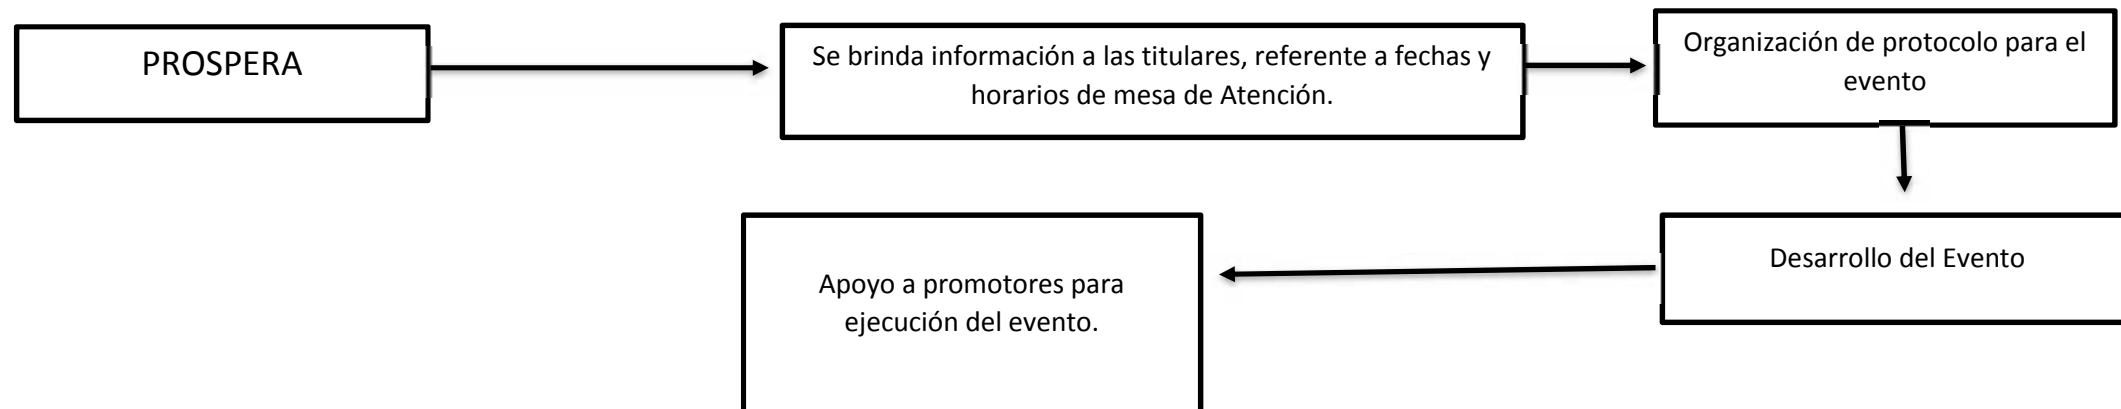 PROSPERA
Se brinda información a las titulares, referente a fechas y
horarios de mesa de Atención.
Organización de protocolo para el
evento
Desarrollo del Evento
Apoyo a promotores para
ejecución del evento.